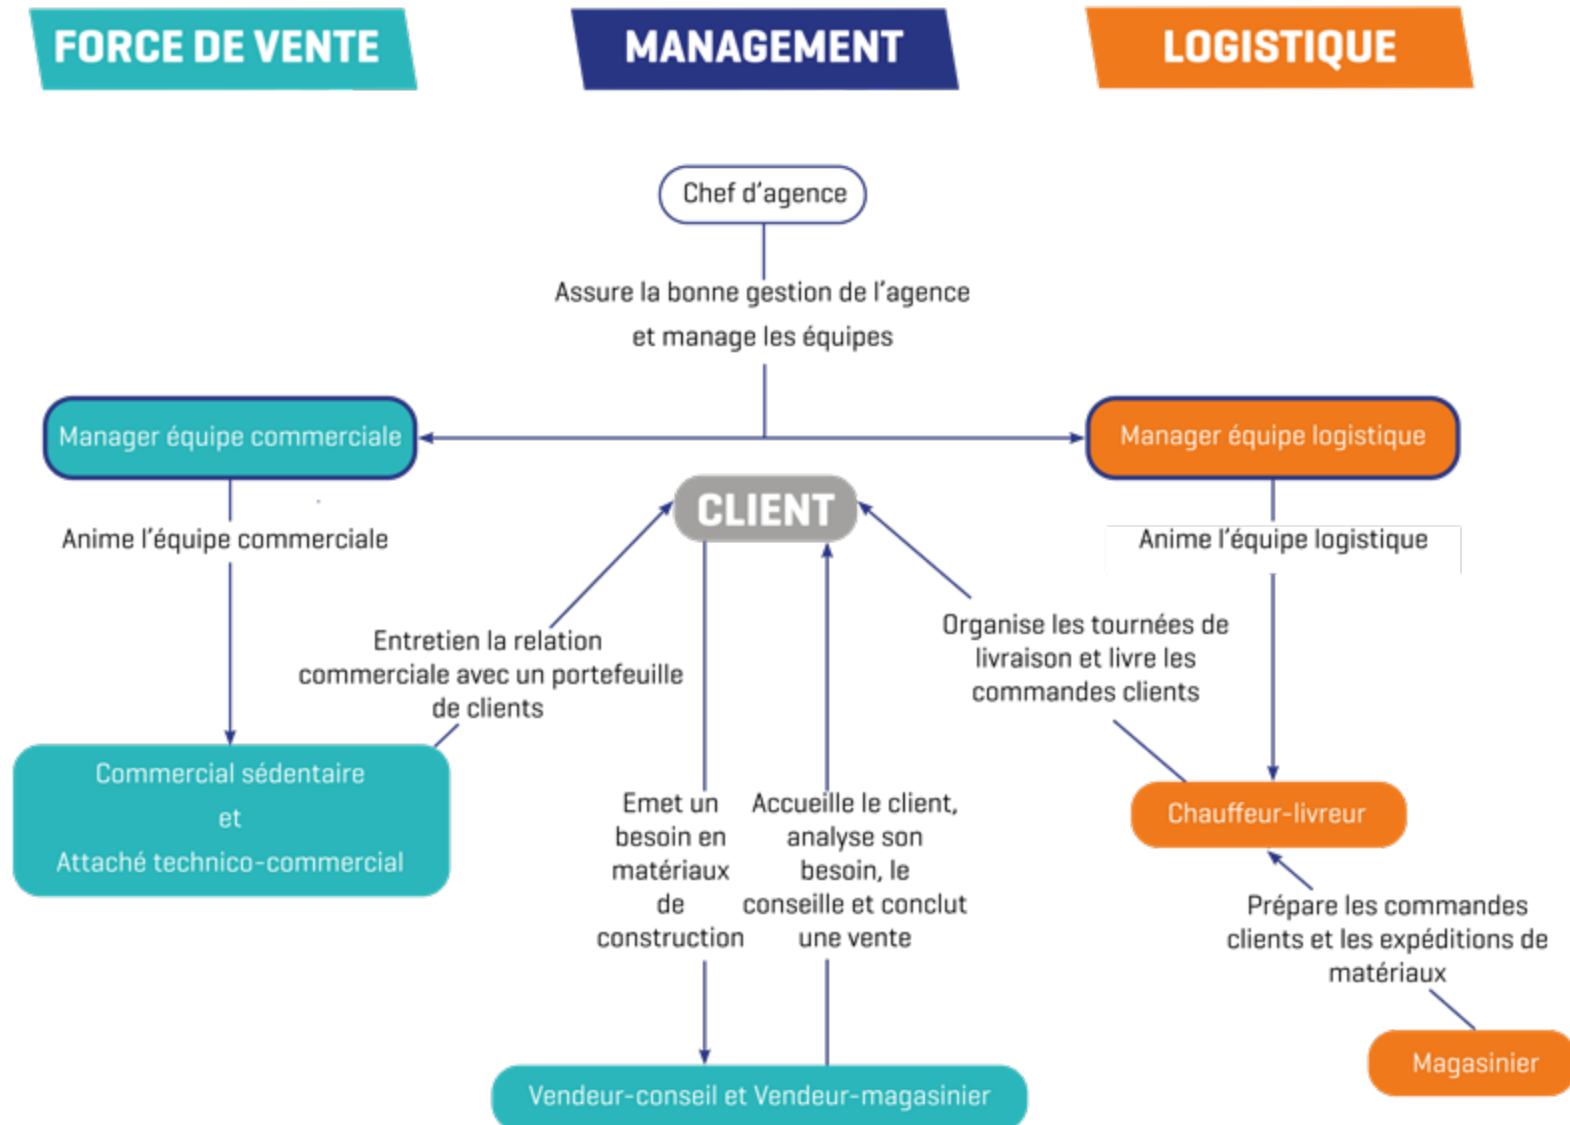 FORCE DE VENTE
MANAGEMENT
LOGISTIQUE
Chef d'agence
Assure la bonne gestion de l'agence
et manage les équipes
Manager équipe commerciale
Manager équipe logistique
CLIENT
Anime l'équipe commerciale
Anime l'équipe logistique
Entretien la relation
commerciale avec un portefeuille
de clients
Organise les tournées de
livraison et livre les
commandes clients
Commercial sédentaire
et
Attaché technico-commercial
Emet un
besoin en
matériaux
de
construction
Accueille le client,
analyse son
besoin, le
conseille et conclut
une vente
Chauffeur-livreur
Prépare les commandes
clients et les expéditions de
matériaux
Magasinier
Vendeur-conseil et Vendeur-magasinier